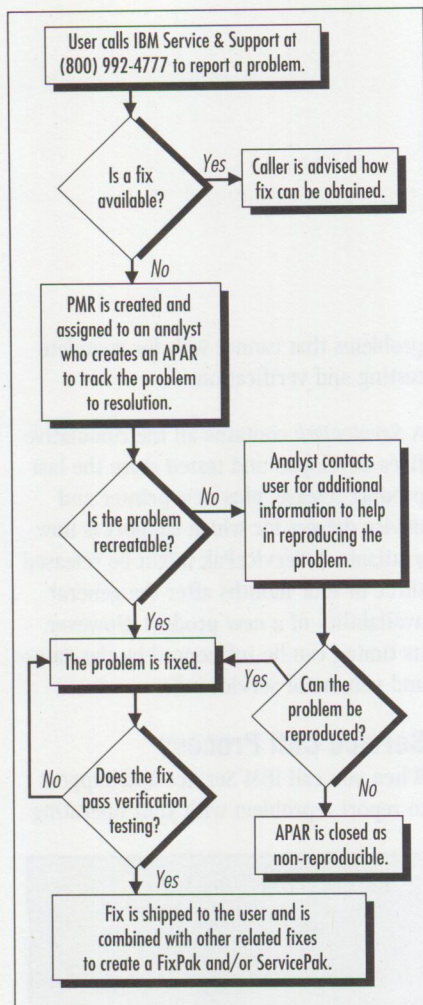 User calls IBM Service & Support at
(800) 992-4777 to report a problem.
Is a fix
available?
Yes
Caller is advised how
fix can be obtained.
No
PMR is created and
assigned to an analyst
who creates an APAR
to track the problem
to resolution.
Is the problem
recreatable?
No
Analyst contacts
user for additional
information to help
in reproducing the
problem.
Yes
The problem is fixed.
Yes
Can the
problem be
reproduced?
No
Does the fix
pass verification
testing?
No
APAR is closed as
non-reproducible.
Yes
Fix is shipped to the user and is
combined with other related fixes
to create a FixPak and/or ServicePak.